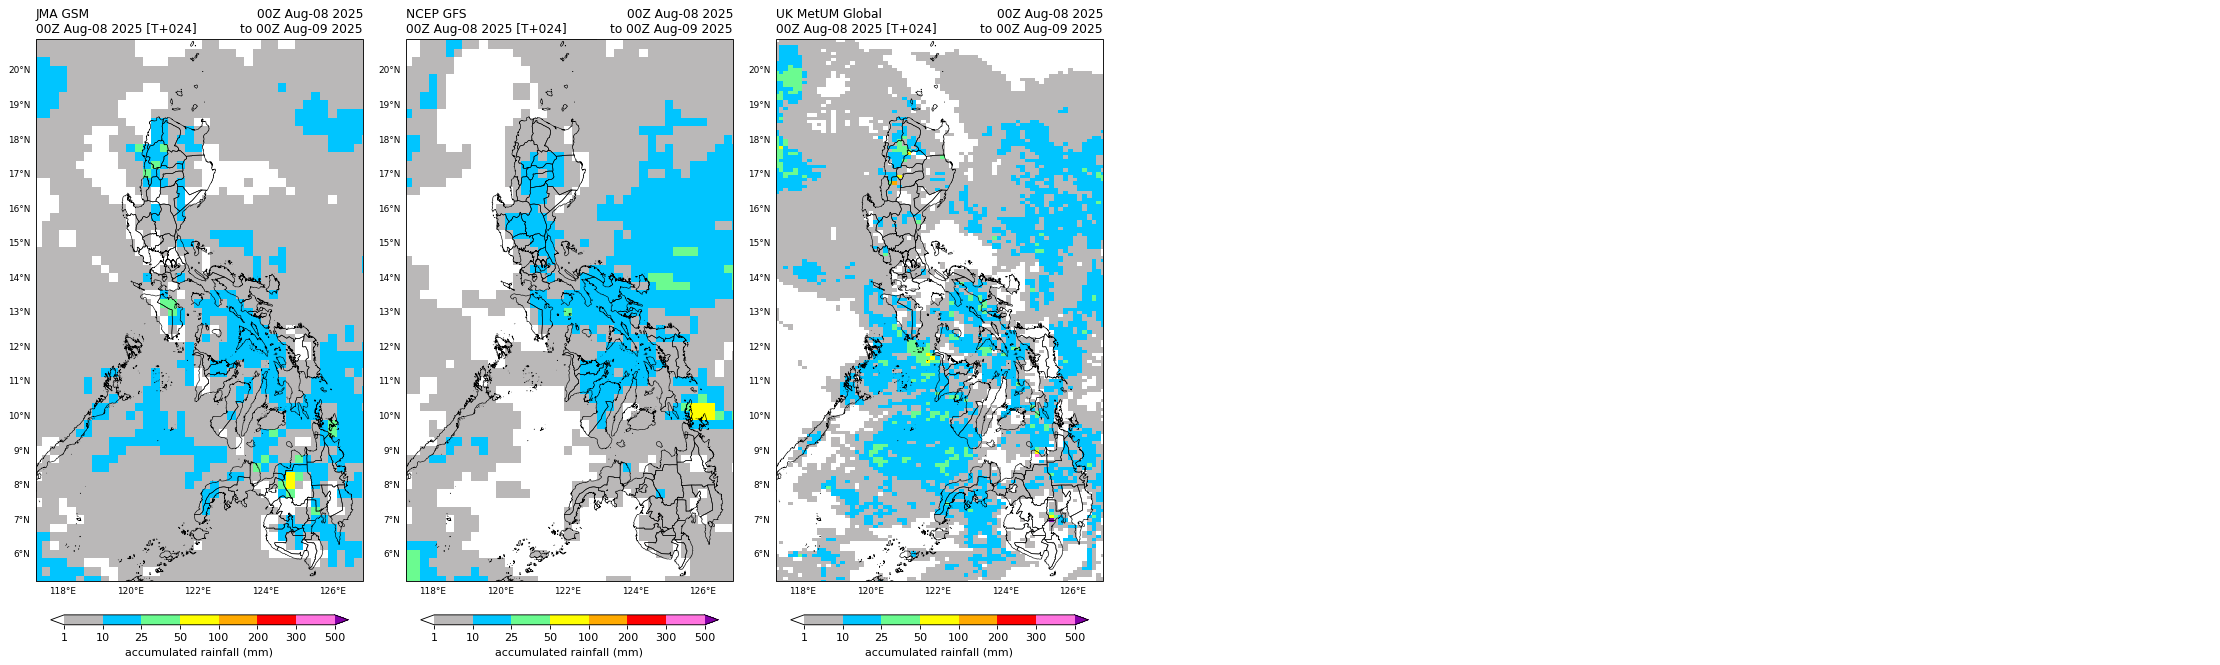 JMA GSM 00Z Aug-08 2025
00Z Aug-08 2025 [T+024] to 00Z Aug-09 2025
20°N
19°N
18°N
17°N
16°N
15°N
14°N
13°N
12°N
11°N
10°N
9°N
8°N
7°N
6°N
118°E 120°E 122°E 124°E 126°E
1 10 25 50 100 200 300 500
accumulated rainfall (mm)
NCEP GFS 00Z Aug-08 2025
00Z Aug-08 2025 [T+024] to 00Z Aug-09 2025
20°N
19°N
18°N
17°N
16°N
15°N
14°N
13°N
12°N
11°N
10°N
9°N
8°N
7°N
6°N
118°E 120°E 122°E 124°E 126°E
1 10 25 50 100 200 300 500
accumulated rainfall (mm)
UK MetUM Global 00Z Aug-08 2025
00Z Aug-08 2025 [T+024] to 00Z Aug-09 2025
20°N
19°N
18°N
17°N
16°N
15°N
14°N
13°N
12°N
11°N
10°N
9°N
8°N
7°N
6°N
118°E 120°E 122°E 124°E 126°E
1 10 25 50 100 200 300 500
accumulated rainfall (mm)